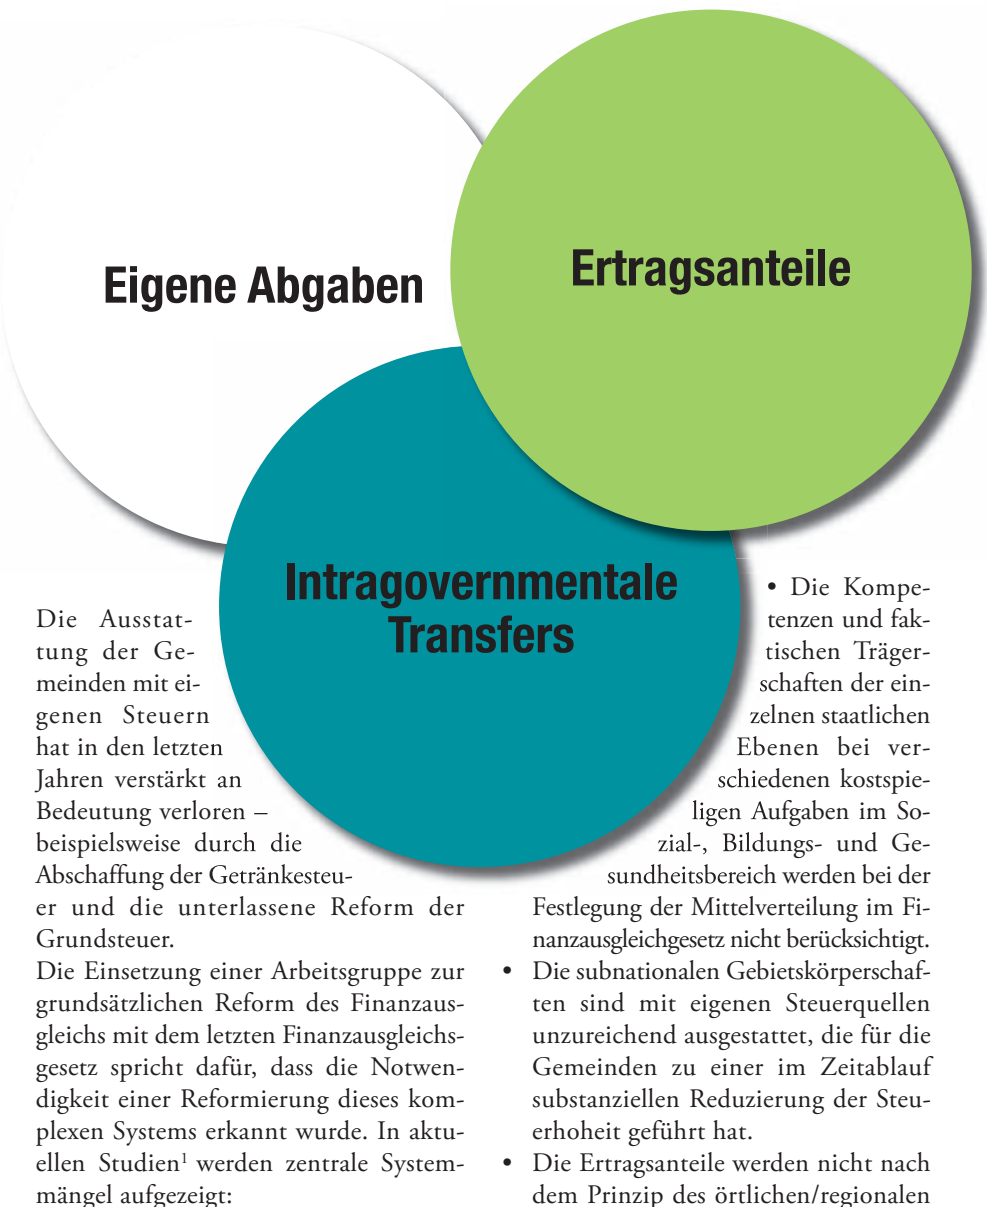 Eigene Abgaben
Ertragsanteile
Intragovernmentale
Transfers
Die Ausstat-
tung der Ge-
meinden mit ei-
genen Steuern
hat in den letzten
Jahren verstärkt an
Bedeutung verloren –
beispielsweise durch die
Abschaffung der Getränkesteu-
er und die unterlassene Reform der
Grundsteuer.
Die Einsetzung einer Arbeitsgruppe zur
grundsätzlichen Reform des Finanzaus-
gleichs mit dem letzten Finanzausgleichs-
gesetz spricht dafür, dass die Notwen-
digkeit einer Reformierung dieses kom-
plexen Systems erkannt wurde. In aktu-
ellen Studien¹ werden zentrale System-
mängel aufgezeigt:
• Die Kompe-
tenzen und fak-
tischen Träger-
schaften der ein-
zelnen staatlichen
Ebenen bei ver-
schiedenen kostspie-
ligen Aufgaben im So-
zial-, Bildungs- und Ge-
sundheitsbereich werden bei der
Festlegung der Mittelverteilung im Fi-
nanzausgleichgesetz nicht berücksichtigt.
• Die subnationalen Gebietskörperschaf-
ten sind mit eigenen Steuerquellen
unzureichend ausgestattet, die für die
Gemeinden zu einer im Zeitablauf
substanziellen Reduzierung der Steu-
erhoheit geführt hat.
• Die Ertragsanteile werden nicht nach
dem Prinzip des örtlichen/regionalen